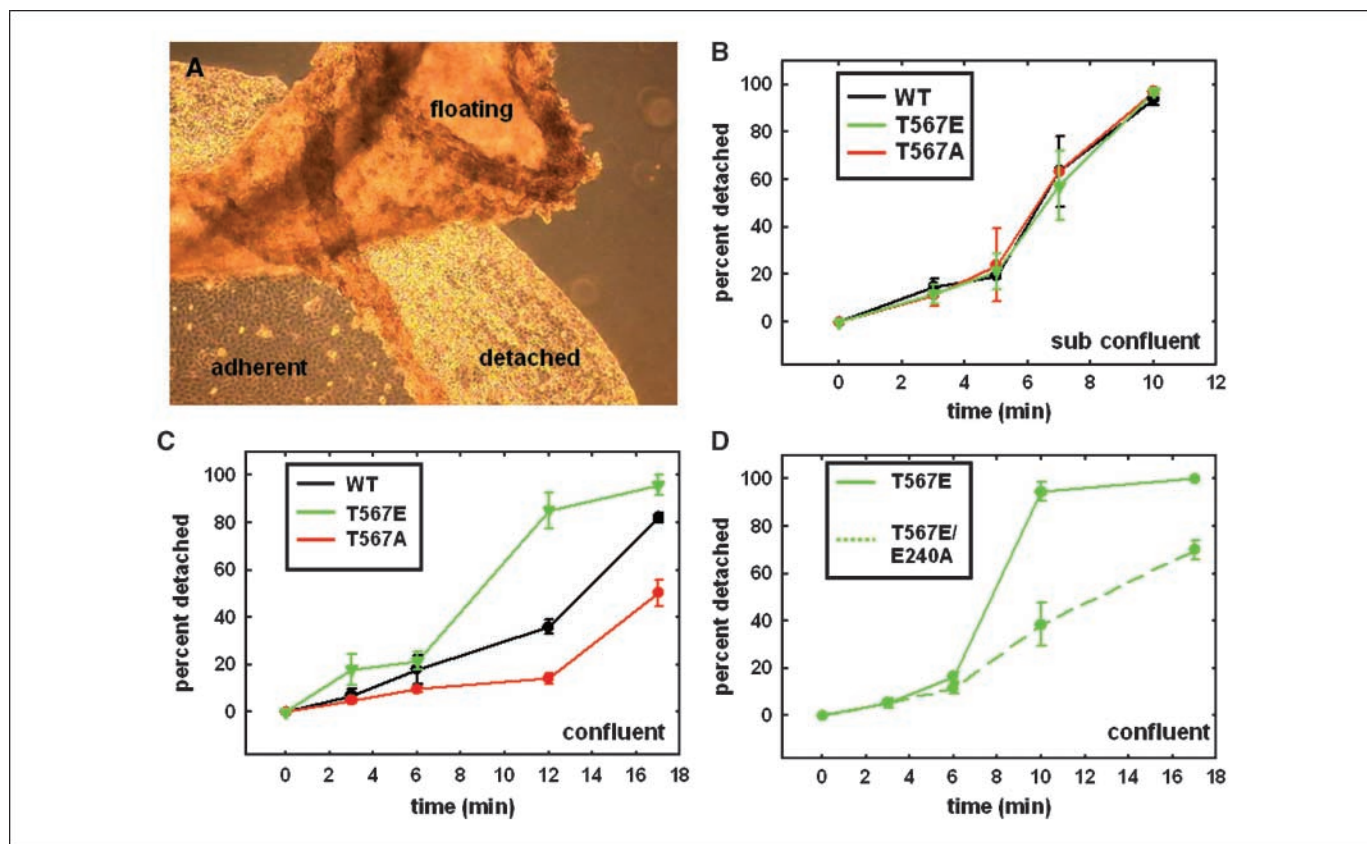 A
floating
adherent
detached
B
100
80
60
40
20
0
percent detached
WT
T567E
T567A
sub confluent
0 2 4 6 8 10 12
time (min)
C
100
80
60
40
20
0
percent detached
WT
T567E
T567A
confluent
0 2 4 6 8 10 12 14 16 18
time (min)
D
100
80
60
40
20
0
percent detached
T567E
T567E/
E240A
confluent
0 2 4 6 8 10 12 14 16 18
time (min)